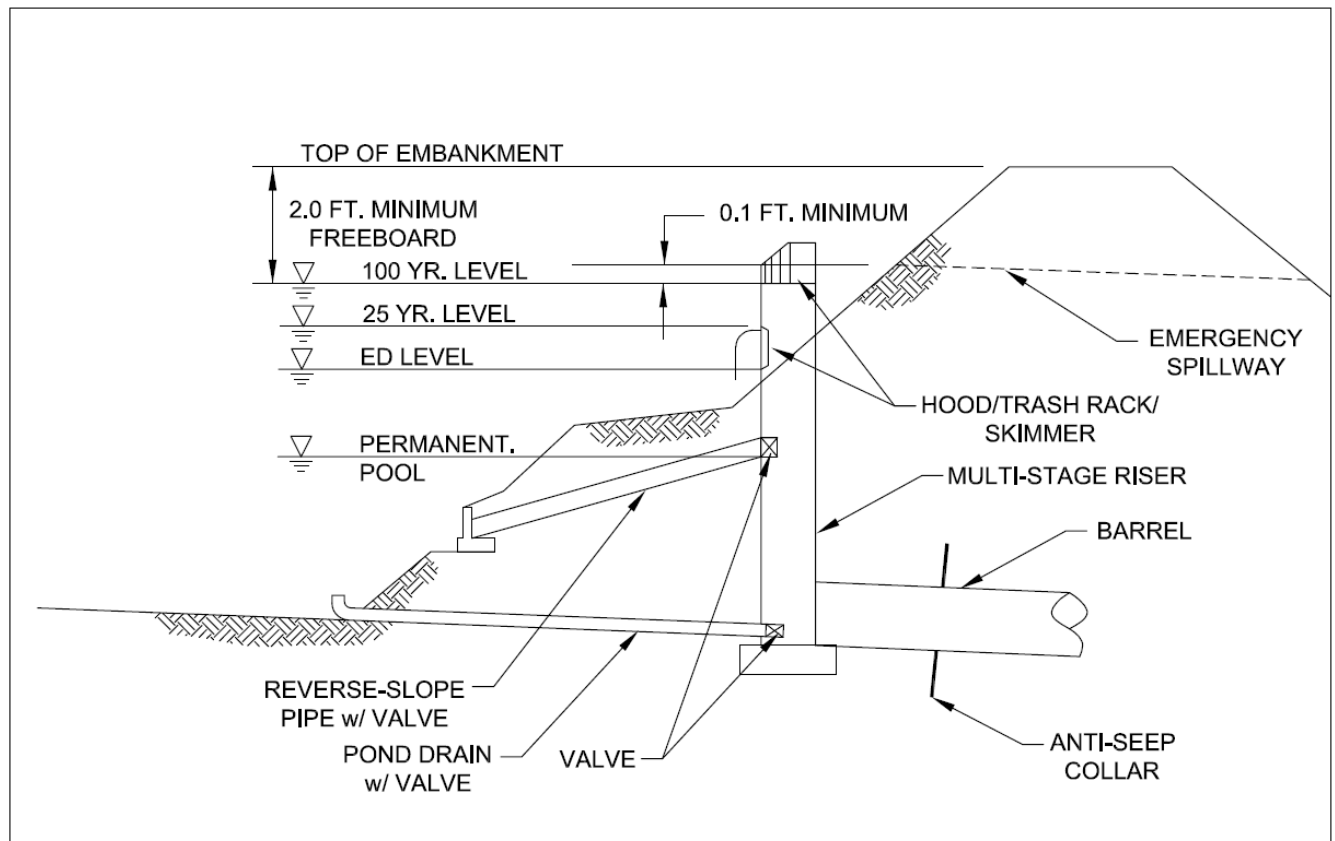 TOP OF EMBANKMENT
2.0 FT. MINIMUM
FREEBOARD
0.1 FT. MINIMUM
100 YR. LEVEL
25 YR. LEVEL
ED LEVEL
EMERGENCY
SPILLWAY
HOOD/TRASH RACK/
SKIMMER
PERMANENT.
POOL
MULTI-STAGE RISER
BARREL
REVERSE-SLOPE
PIPE w/ VALVE
POND DRAIN
w/ VALVE
VALVE
ANTI-SEEP
COLLAR